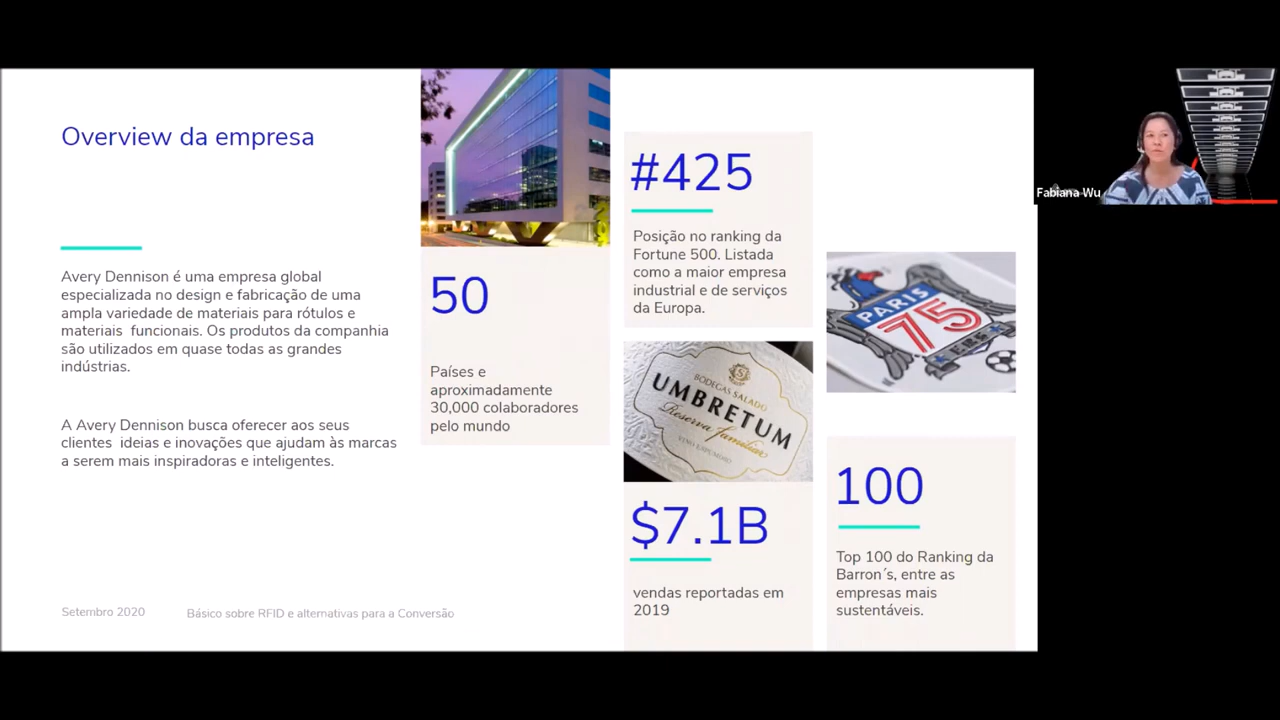 Overview da empresa
Avery Dennison é uma empresa global
especializada no design e fabricação de uma
ampla variedade de materiais para rótulos e
materiais funcionais. Os produtos da companhia
são utilizados em quase todas as grandes
indústrias.
A Avery Dennison busca oferecer aos seus
clientes ideias e inovações que ajudam às marcas
a serem mais inspiradoras e inteligentes.
50
Países e
aproximadamente
30,000 colaboradores
pelo mundo
#425
Posição no ranking da
Fortune 500. Listada
como a maior empresa
industrial e de serviços
da Europa.
BODEGAS SALADO
UMBRETUM
Reserva familiar
VINO ESPUMOSO
$7.1B
vendas reportadas em
2019
PARIS
75
100
Top 100 do Ranking da
Barron´s, entre as
empresas mais
sustentáveis.
Setembro 2020
Básico sobre RFID e alternativas para a Conversão
Fabiana Wu